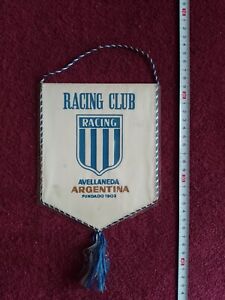 RACING CLUB
RACING
AVELLANEDA
ARGENTINA
FUNDADO 1903